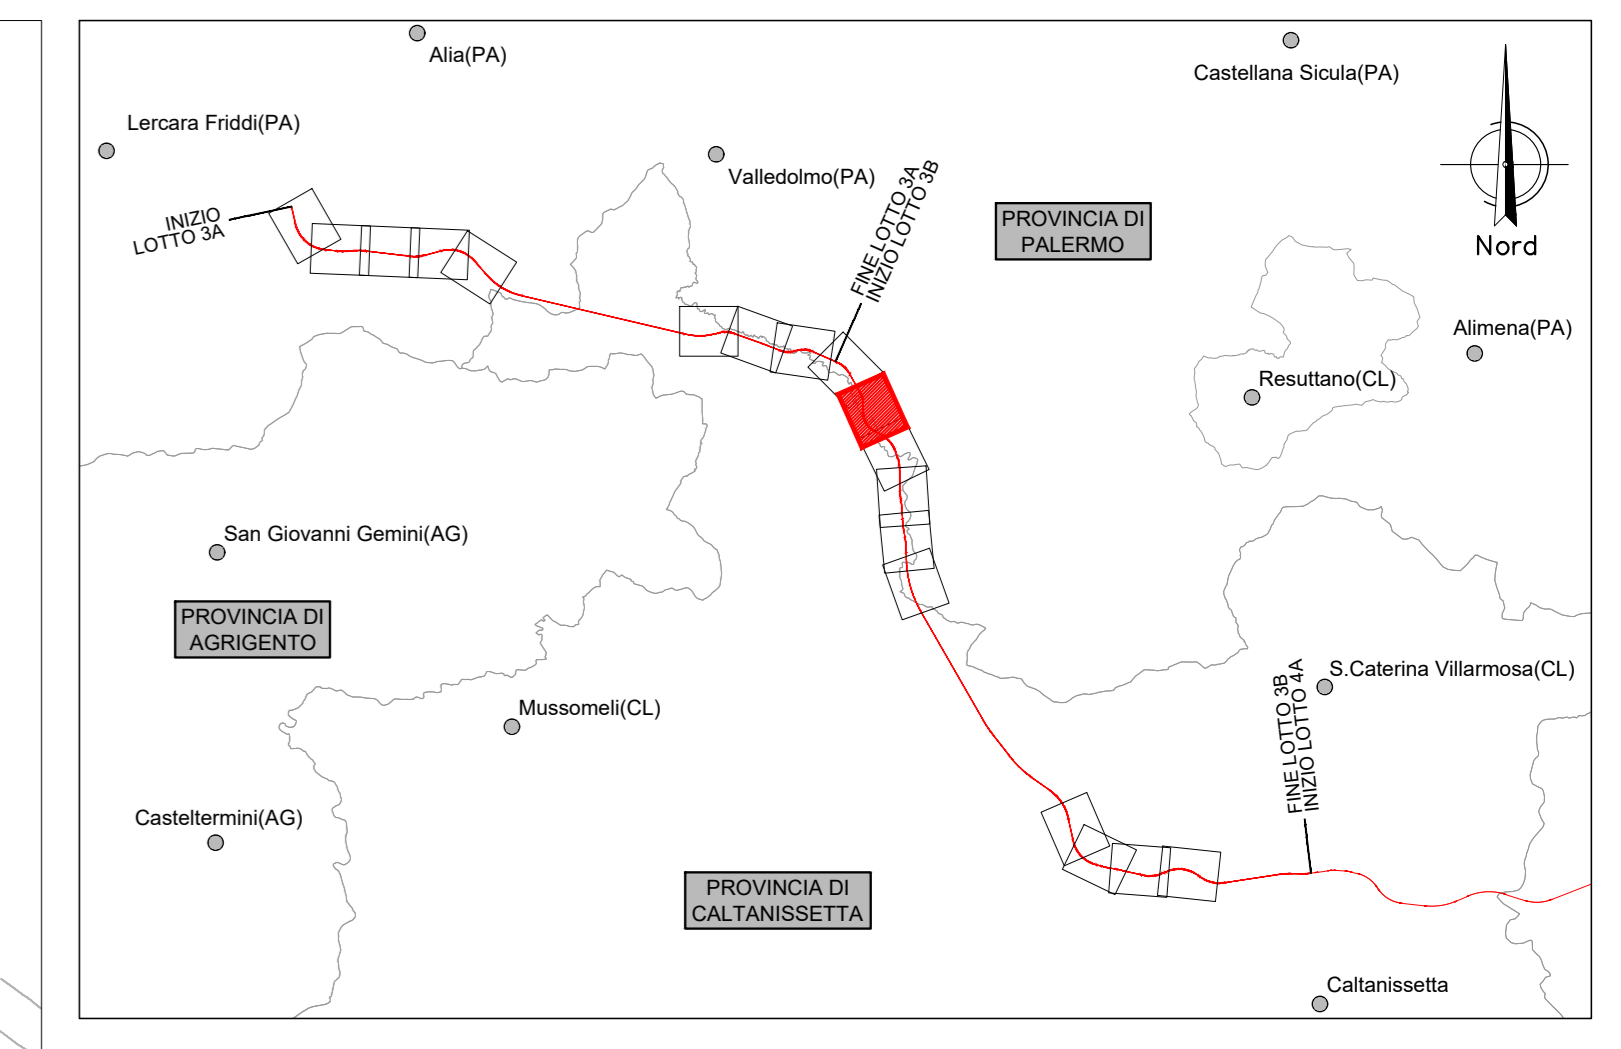 Alia(PA)
Castellana Sicula(PA)
Lercara Friddi(PA)
Valledolmo(PA)
INIZIO
LOTTO 3A
FINE LOTTO 3A
INIZIO LOTTO 3B
PROVINCIA DI
PALERMO
Nord
Alimena(PA)
Resuttano(CL)
San Giovanni Gemini(AG)
PROVINCIA DI
AGRIGENTO
S.Caterina Villarmosa(CL)
Mussomeli(CL)
FINE LOTTO 3B
INIZIO LOTTO 4A
Casteltermini(AG)
PROVINCIA DI
CALTANISSETTA
Caltanissetta